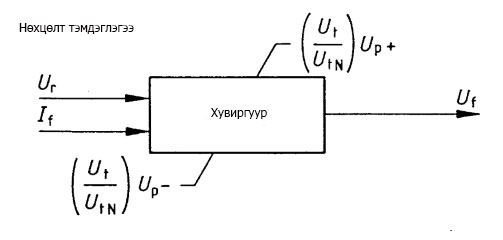 Нөхцөлт тэмдэглэгээ
(Ut/UtN) Up+
Ur
If
Хувиргуур
Uf
(Ut/UtN) Up-